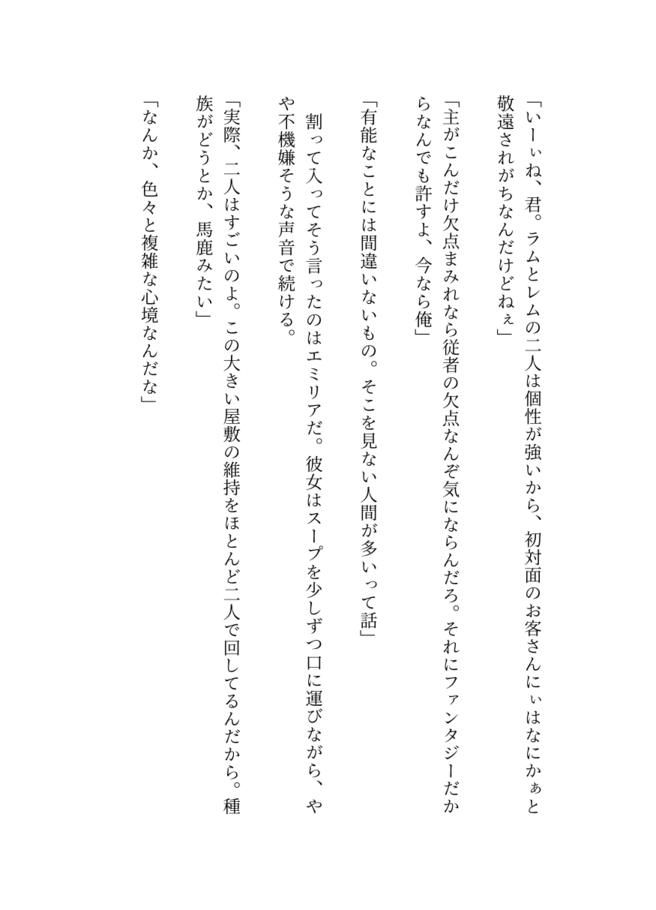 「いーぃね、君。ラムとレムの二人は個性が強いから、初対面のお客さんにぃはなにかぁと
敬遠されがちなんだけどねぇ」
「主がこんだけ欠点まみれなら従者の欠点なんぞ気にならんだろ。それにファンタジーだか
らなんでも許すよ、今なら俺」
「有能なことには間違いないもの。そこを見ない人間が多いって話」
　割って入ってそう言ったのはエミリアだ。彼女はスープを少しずつ口に運びながら、や
や不機嫌そうな声音で続ける。
「実際、二人はすごいのよ。この大きい屋敷の維持をほとんど二人で回してるんだから。種
族がどうとか、馬鹿みたい」
「なんか、色々と複雑な心境なんだな」